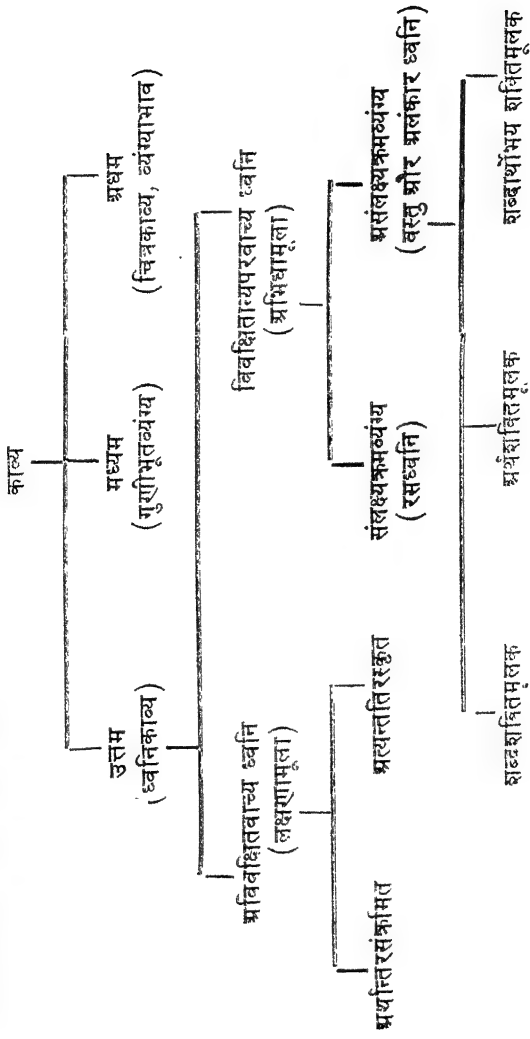 काव्य
उत्तम
(ध्वनिकाव्य)
मध्यम
(गुणीभूतव्यंग्य)
अधम
(चित्रकाव्य, व्यंग्याभाव)
अविवक्षितवाच्य ध्वनि
(लक्षणामूला)
विवक्षितान्यपरवाच्य ध्वनि
(अभिधामूला)
अर्थान्तरसंक्रमित
अत्यन्ततिरस्कृत
संलक्ष्यक्रमव्यंग्य
(रसध्वनि)
असंलक्ष्यक्रमव्यंग्य
(वस्तु और अलंकार ध्वनि)
शब्दशक्तिमूलक
अर्थशक्तिमूलक
शब्दार्थोभय शक्तिमूलक